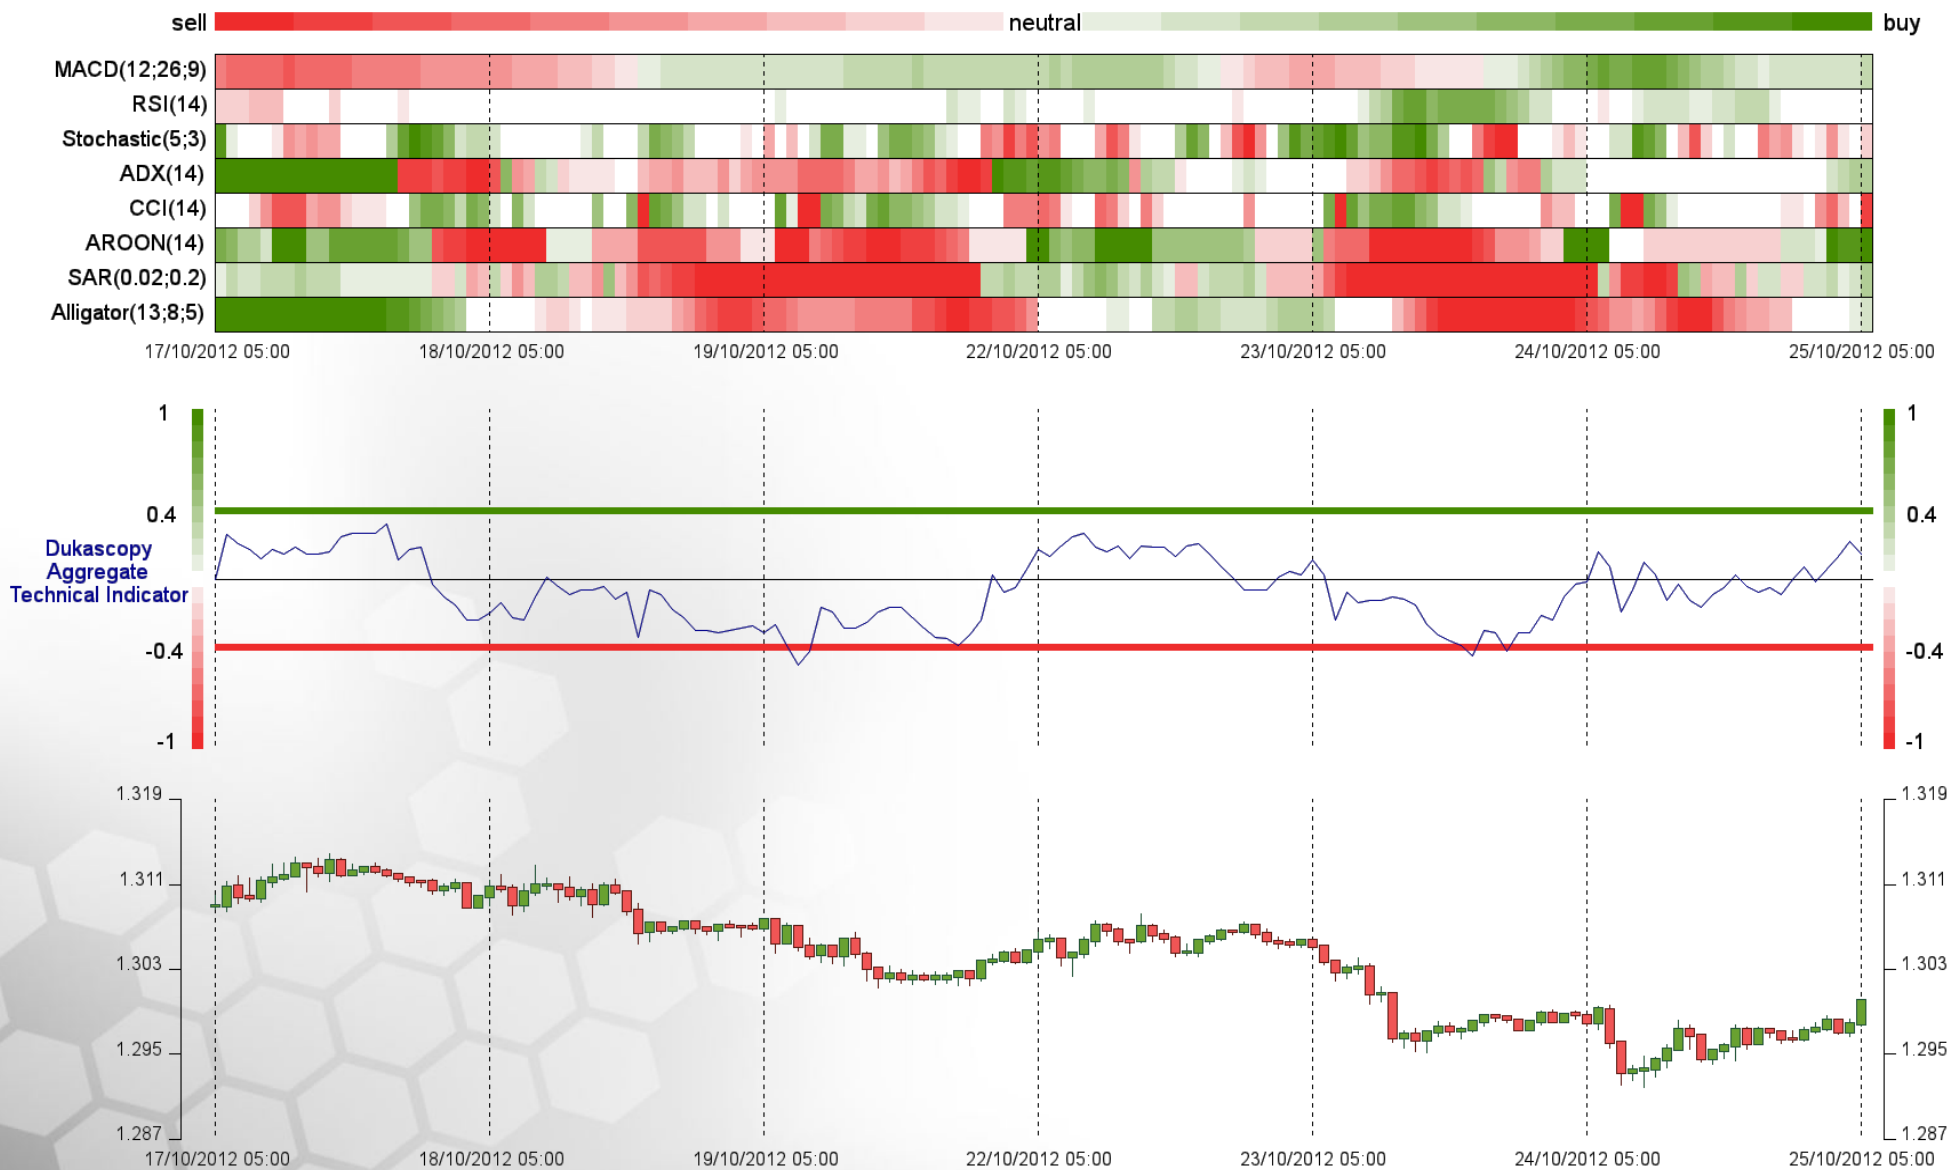 sell neutral buy
MACD(12;26;9)
RSI(14)
Stochastic(5;3)
ADX(14)
CCI(14)
AROON(14)
SAR(0.02;0.2)
Alligator(13;8;5)
17/10/2012 05:00 18/10/2012 05:00 19/10/2012 05:00 22/10/2012 05:00 23/10/2012 05:00 24/10/2012 05:00 25/10/2012 05:00
1 1
0.4 0.4
Dukascopy
Aggregate
Technical Indicator
-0.4 -0.4
-1 -1
1.319 1.319
1.311 1.311
1.303 1.303
1.295 1.295
1.287 1.287
17/10/2012 05:00 18/10/2012 05:00 19/10/2012 05:00 22/10/2012 05:00 23/10/2012 05:00 24/10/2012 05:00 25/10/2012 05:00